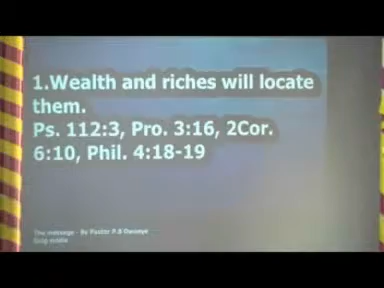 1.Wealth and riches will locate
them.
Ps. 112:3, Pro. 3:16, 2Cor.
6:10, Phil. 4:18-19
The message - By Pastor